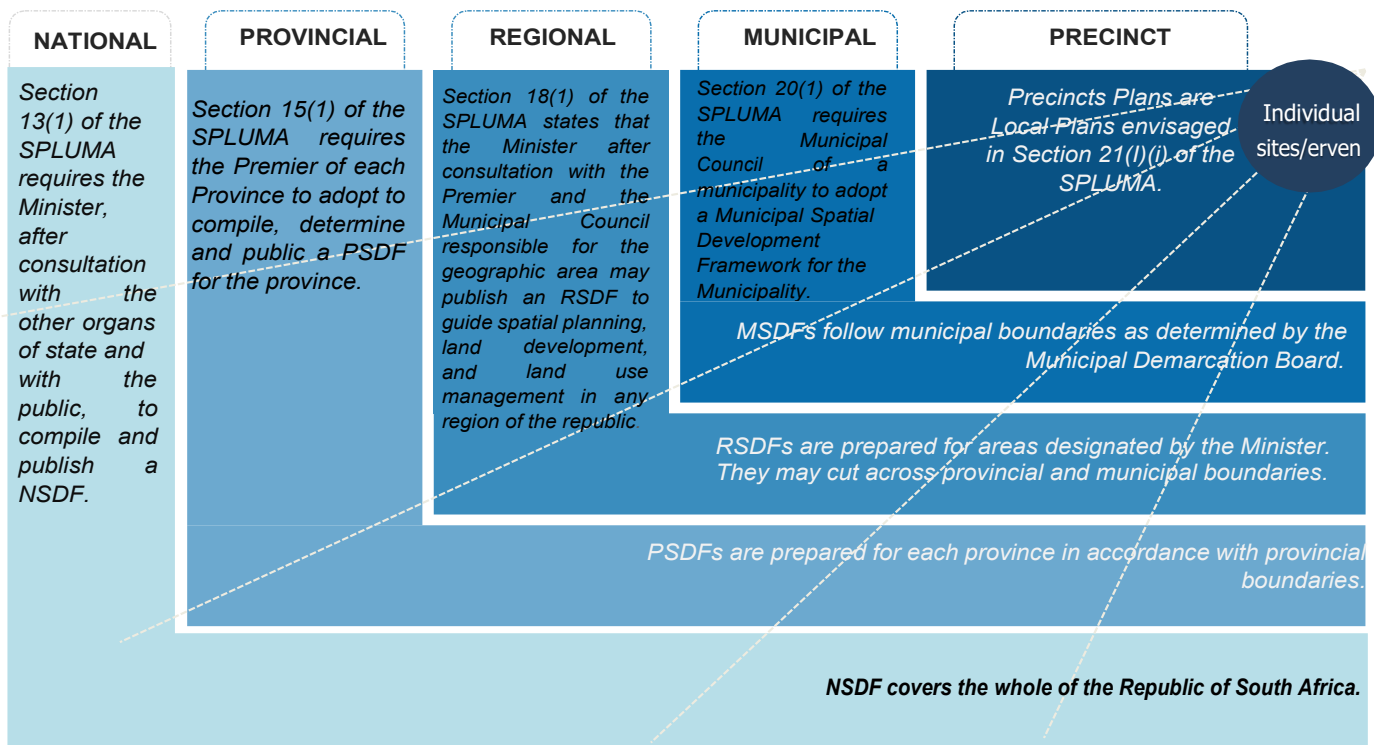 NATIONAL
PROVINCIAL
REGIONAL
MUNICIPAL
PRECINCT
Section
13(1) of the
SPLUMA
requires the
Minister,
after
consultation
with the
other organs
of state and
with the
public, to
compile and
publish a
NSDF.
Section 15(1) of the
SPLUMA requires
the Premier of each
Province to adopt to
compile, determine
and public a PSDF
for the province.
Section 18(1) of the
SPLUMA states that
the Minister after
consultation with the
Premier and the
Municipal Council
responsible for the
geographic area may
publish an RSDF to
guide spatial planning,
land development,
and land use
management in any
region of the republic.
Section 20(1) of the
SPLUMA requires
the Municipal
Council of a
municipality to adopt
a Municipal Spatial
Development
Framework for the
Municipality.
Precincts Plans are
Local Plans envisaged
in Section 21(l)(i) of the
SPLUMA.
Individual
sites/erven
MSDFs follow municipal boundaries as determined by the
Municipal Demarcation Board.
RSDFs are prepared for areas designated by the Minister.
They may cut across provincial and municipal boundaries.
PSDFs are prepared for each province in accordance with provincial
boundaries.
NSDF covers the whole of the Republic of South Africa.